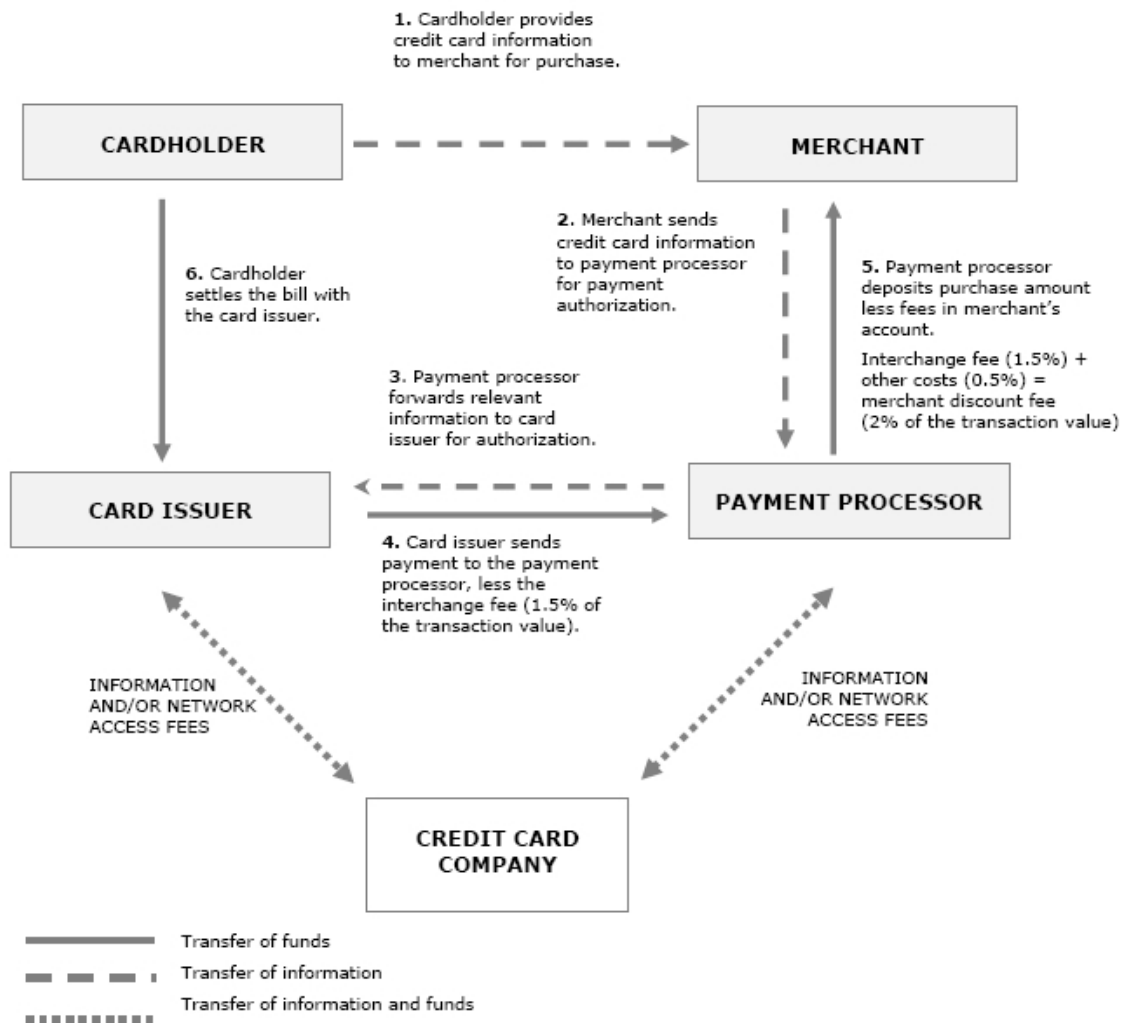 1. Cardholder provides
credit card information
to merchant for purchase.
CARDHOLDER
MERCHANT
2. Merchant sends
credit card information
to payment processor
for payment
authorization.
6. Cardholder
settles the bill with
the card issuer.
5. Payment processor
deposits purchase amount
less fees in merchant's
account.
Interchange fee (1.5%) +
other costs (0.5%) =
merchant discount fee
(2% of the transaction value)
3. Payment processor
forwards relevant
information to card
issuer for authorization.
CARD ISSUER
PAYMENT PROCESSOR
4. Card issuer sends
payment to the payment
processor, less the
interchange fee (1.5% of
the transaction value).
INFORMATION
AND/OR NETWORK
ACCESS FEES
INFORMATION
AND/OR NETWORK
ACCESS FEES
CREDIT CARD
COMPANY
Transfer of funds
Transfer of information
Transfer of information and funds